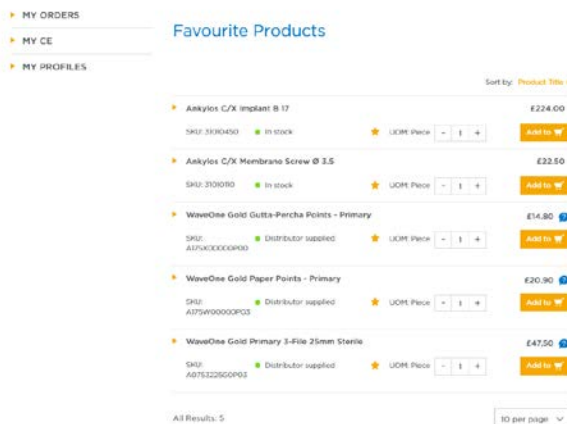 MY ORDERS
MY CE
MY PROFILES
Favourite Products
Sort by: Product Title
Ankylos C/X Implant B 17
£224.00
SKU: 31010450 In stock UOM: Piece - 1 + Add to
Ankylos C/X Membrane Screw Ø 3.5
£22.50
SKU: 3101010 In stock UOM: Piece - 1 + Add to
WaveOne Gold Gutta-Percha Points - Primary
£14.80 ?
SKU: Distributor supplied UOM: Piece - 1 + Add to
WaveOne Gold Paper Points - Primary
£20.90 ?
SKU: Distributor supplied UOM: Piece - 1 + Add to
A175W00000P03
WaveOne Gold Primary 3-File 25mm Sterile
£47.50 ?
SKU: Distributor supplied UOM: Piece - 1 + Add to
All Results: 5
10 per page